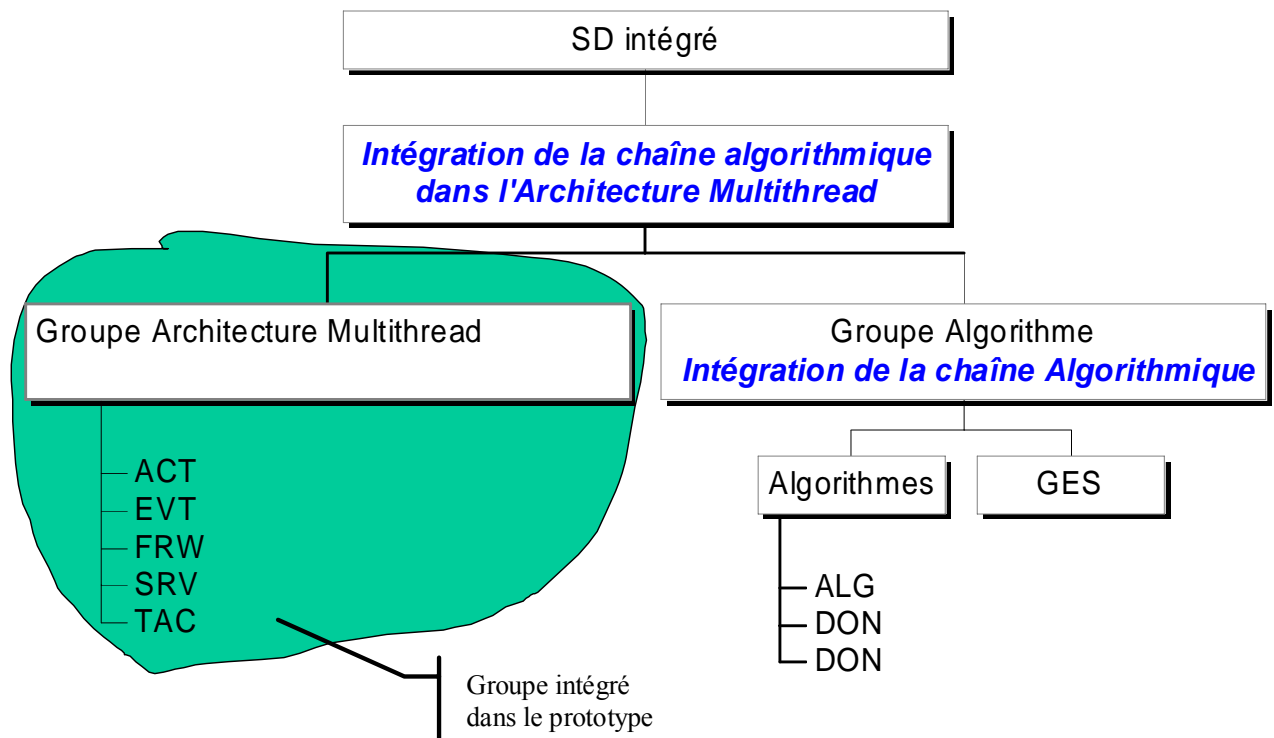 SD intégré
Intégration de la chaîne algorithmique
dans l'Architecture Multithread
Groupe Architecture Multithread
Groupe Algorithme
Intégration de la chaîne Algorithmique
ACT
EVT
FRW
SRV
TAC
Algorithmes
GES
ALG
DON
DON
Groupe intégré
dans le prototype